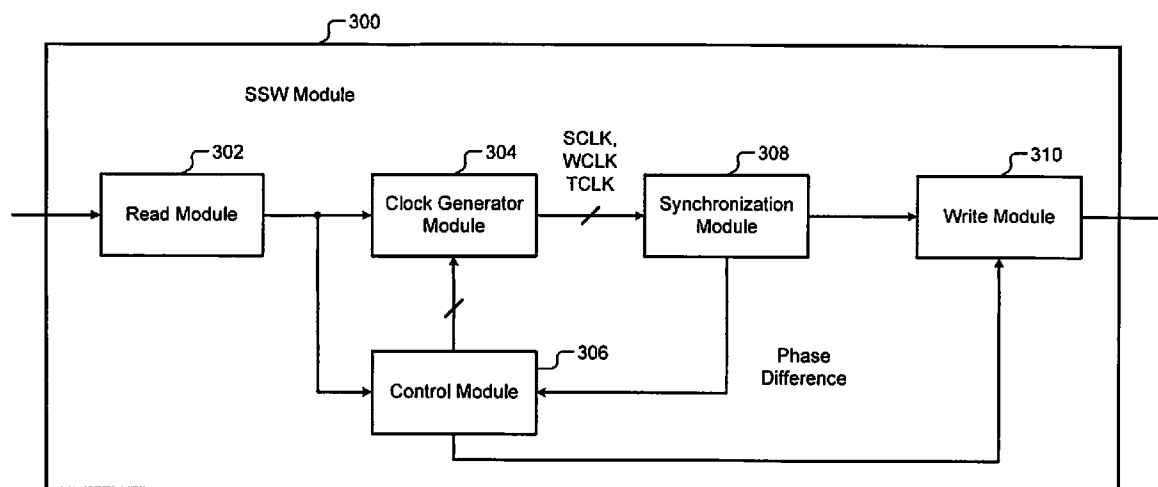 300
SSW Module
302
Read Module
304
Clock Generator
Module
SCLK,
WCLK
TCLK
308
Synchronization
Module
310
Write Module
306
Control Module
Phase
Difference